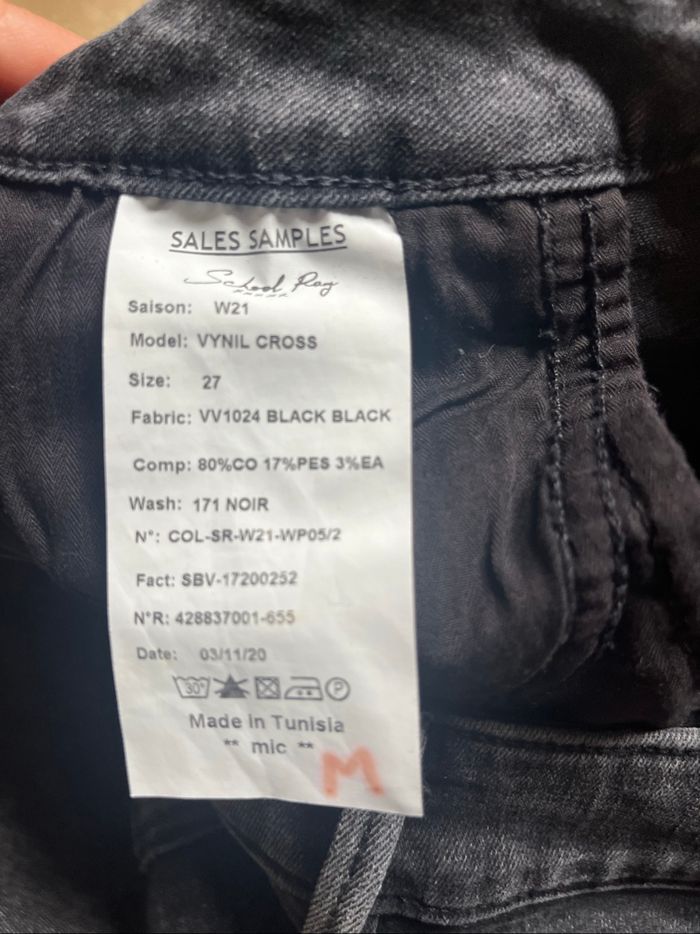 SALES SAMPLES
School Rag
Saison: W21
Model: VYNIL CROSS
Size: 27
Fabric: VV1024 BLACK BLACK
Comp: 80%CO 17%PES 3%EA
Wash: 171 NOIR
N°: COL-SR-W21-WP05/2
Fact: SBV-17200252
N°R: 428837001-655
Date: 03/11/20
30° P
Made in Tunisia
** mic **
M